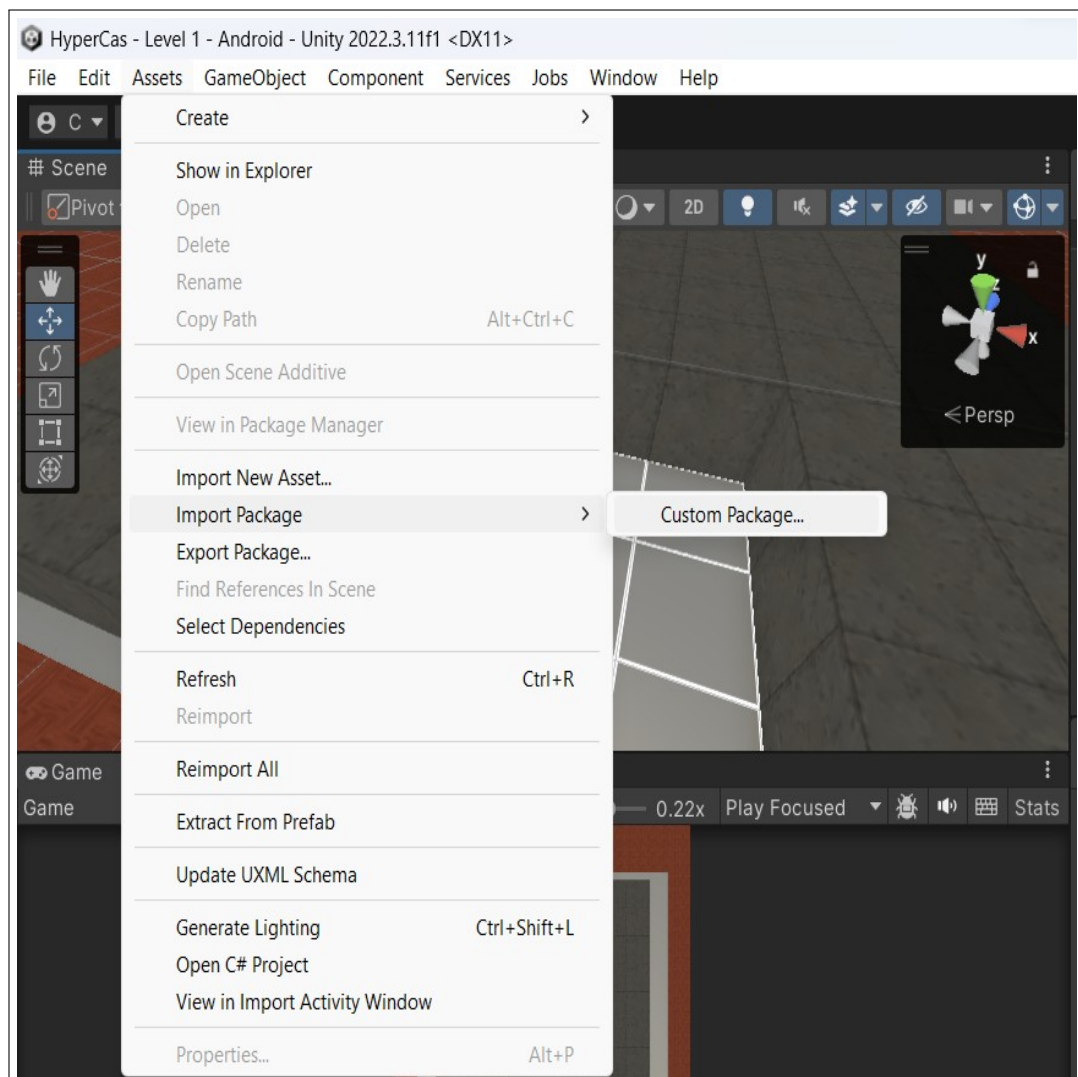 HyperCas - Level 1 - Android - Unity 2022.3.11f1 <DX11>
File Edit Assets GameObject Component Services Jobs Window Help
C
Create
Scene
Show in Explorer
Pivot
Open
2D
Delete
Rename
Copy Path Alt+Ctrl+C
Open Scene Additive
View in Package Manager
y
z
x
Persp
Import New Asset...
Import Package
Custom Package...
Export Package...
Find References In Scene
Select Dependencies
Refresh Ctrl+R
Reimport
Reimport All
Game
Game
0.22x Play Focused Stats
Extract From Prefab
Update UXML Schema
Generate Lighting Ctrl+Shift+L
Open C# Project
View in Import Activity Window
Properties... Alt+P